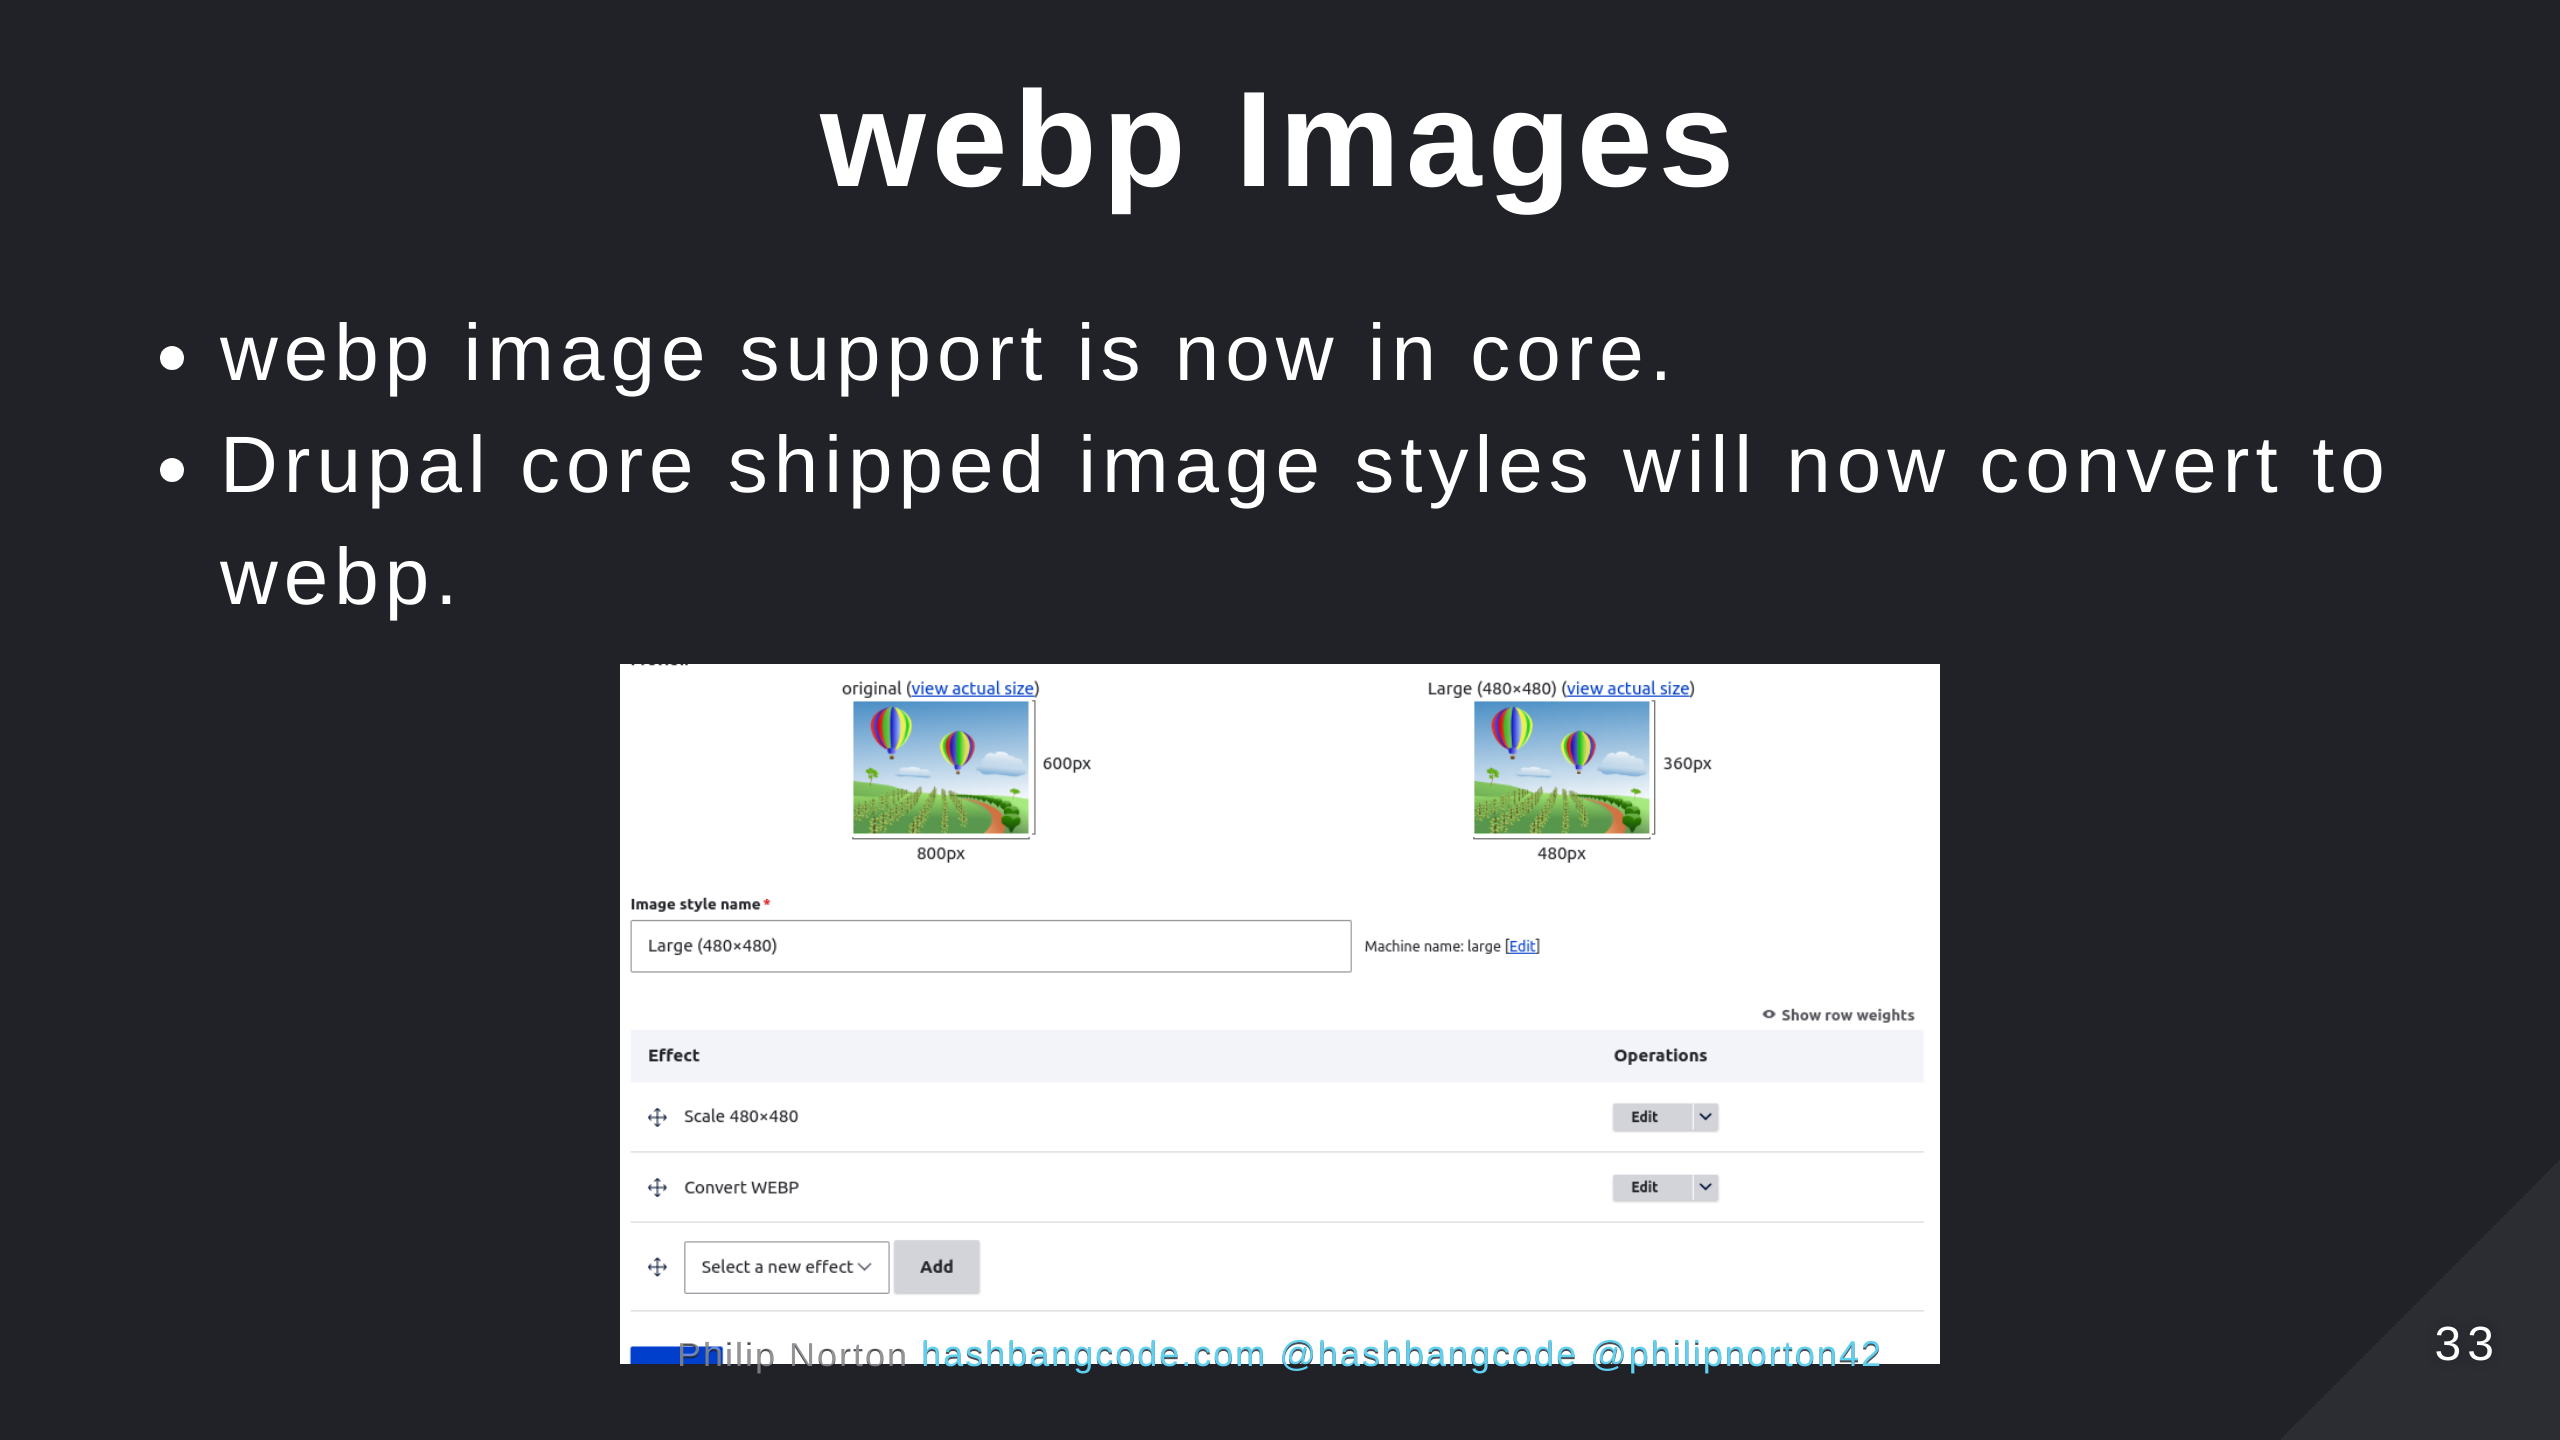 webp Images
• webp image support is now in core.
• Drupal core shipped image styles will now convert to
webp.
original (view actual size)
600px
800px
Large (480×480) (view actual size)
360px
480px
Image style name*
Large (480×480)
Machine name: large [Edit]
Show row weights
Effect Operations
Scale 480×480 Edit
Convert WEBP Edit
Select a new effect Add
Philip Norton hashbangcode.com @hashbangcode @philipnorton42
33